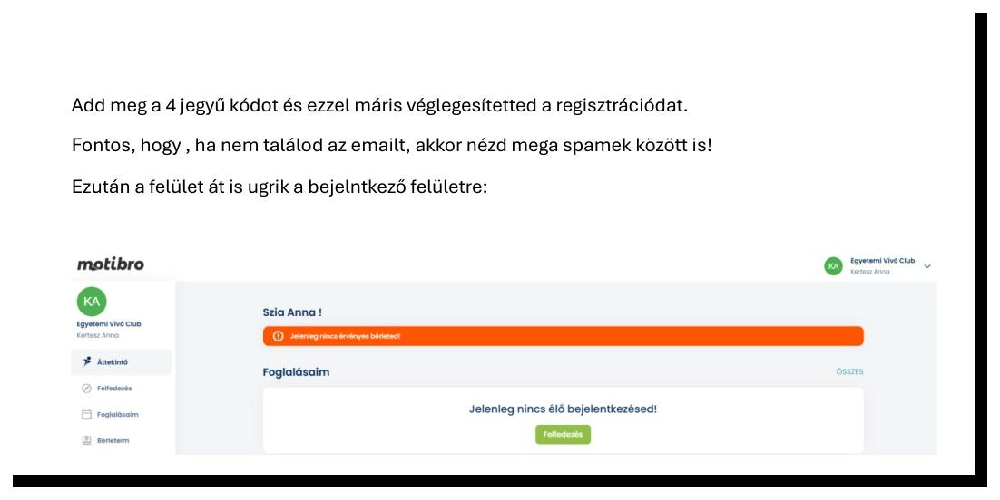 Add meg a 4 jegyű kódot és ezzel máris véglegesítetted a regisztrációdat.
Fontos, hogy , ha nem találod az emailt, akkor nézd mega spamek között is!
Ezután a felület át is ugrik a bejelntkező felületre:
motibro
KA
Egyetemi Vivó Club
Kertesz Anna
KA
Egyetemi Vivó Club
Kertesz Anna
Szia Anna !
Jelenleg nincs érvényes bérleted!
Áttekintő
Foglalásaim
ÖSSZES
Felfedezés
Jelenleg nincs élő bejelentkezésed!
Foglalásaim
Felfedezés
Bérleteim